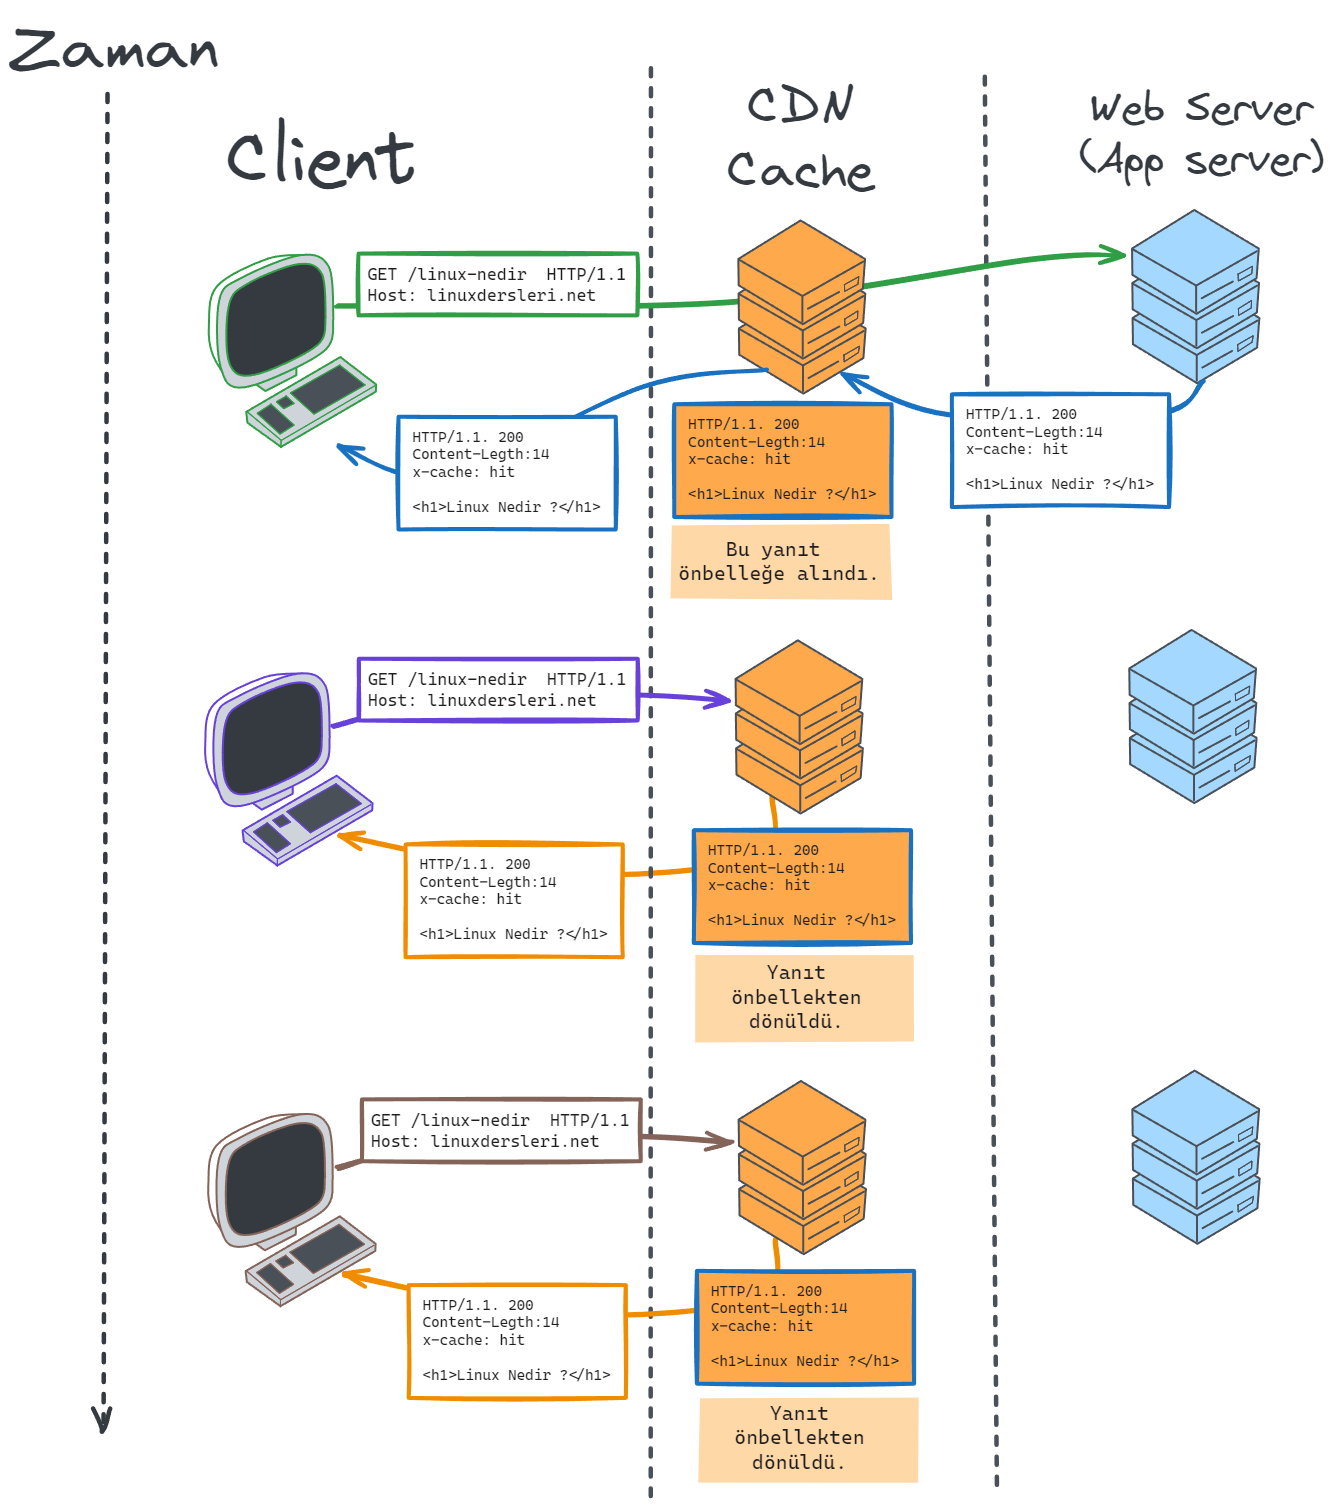 Zaman
Client
CDN
Cache
Web Server
(App server)
GET /linux-nedir  HTTP/1.1
Host: linuxdersleri.net
HTTP/1.1. 200
Content-Legth:14
x-cache: hit
<h1>Linux Nedir ?</h1>
HTTP/1.1. 200
Content-Legth:14
x-cache: hit
<h1>Linux Nedir ?</h1>
HTTP/1.1. 200
Content-Legth:14
x-cache: hit
<h1>Linux Nedir ?</h1>
Bu yanıt
önbelleğe alındı.
GET /linux-nedir  HTTP/1.1
Host: linuxdersleri.net
HTTP/1.1. 200
Content-Legth:14
x-cache: hit
<h1>Linux Nedir ?</h1>
HTTP/1.1. 200
Content-Legth:14
x-cache: hit
<h1>Linux Nedir ?</h1>
Yanıt
önbellekten
dönüldü.
GET /linux-nedir  HTTP/1.1
Host: linuxdersleri.net
HTTP/1.1. 200
Content-Legth:14
x-cache: hit
<h1>Linux Nedir ?</h1>
HTTP/1.1. 200
Content-Legth:14
x-cache: hit
<h1>Linux Nedir ?</h1>
Yanıt
önbellekten
dönüldü.